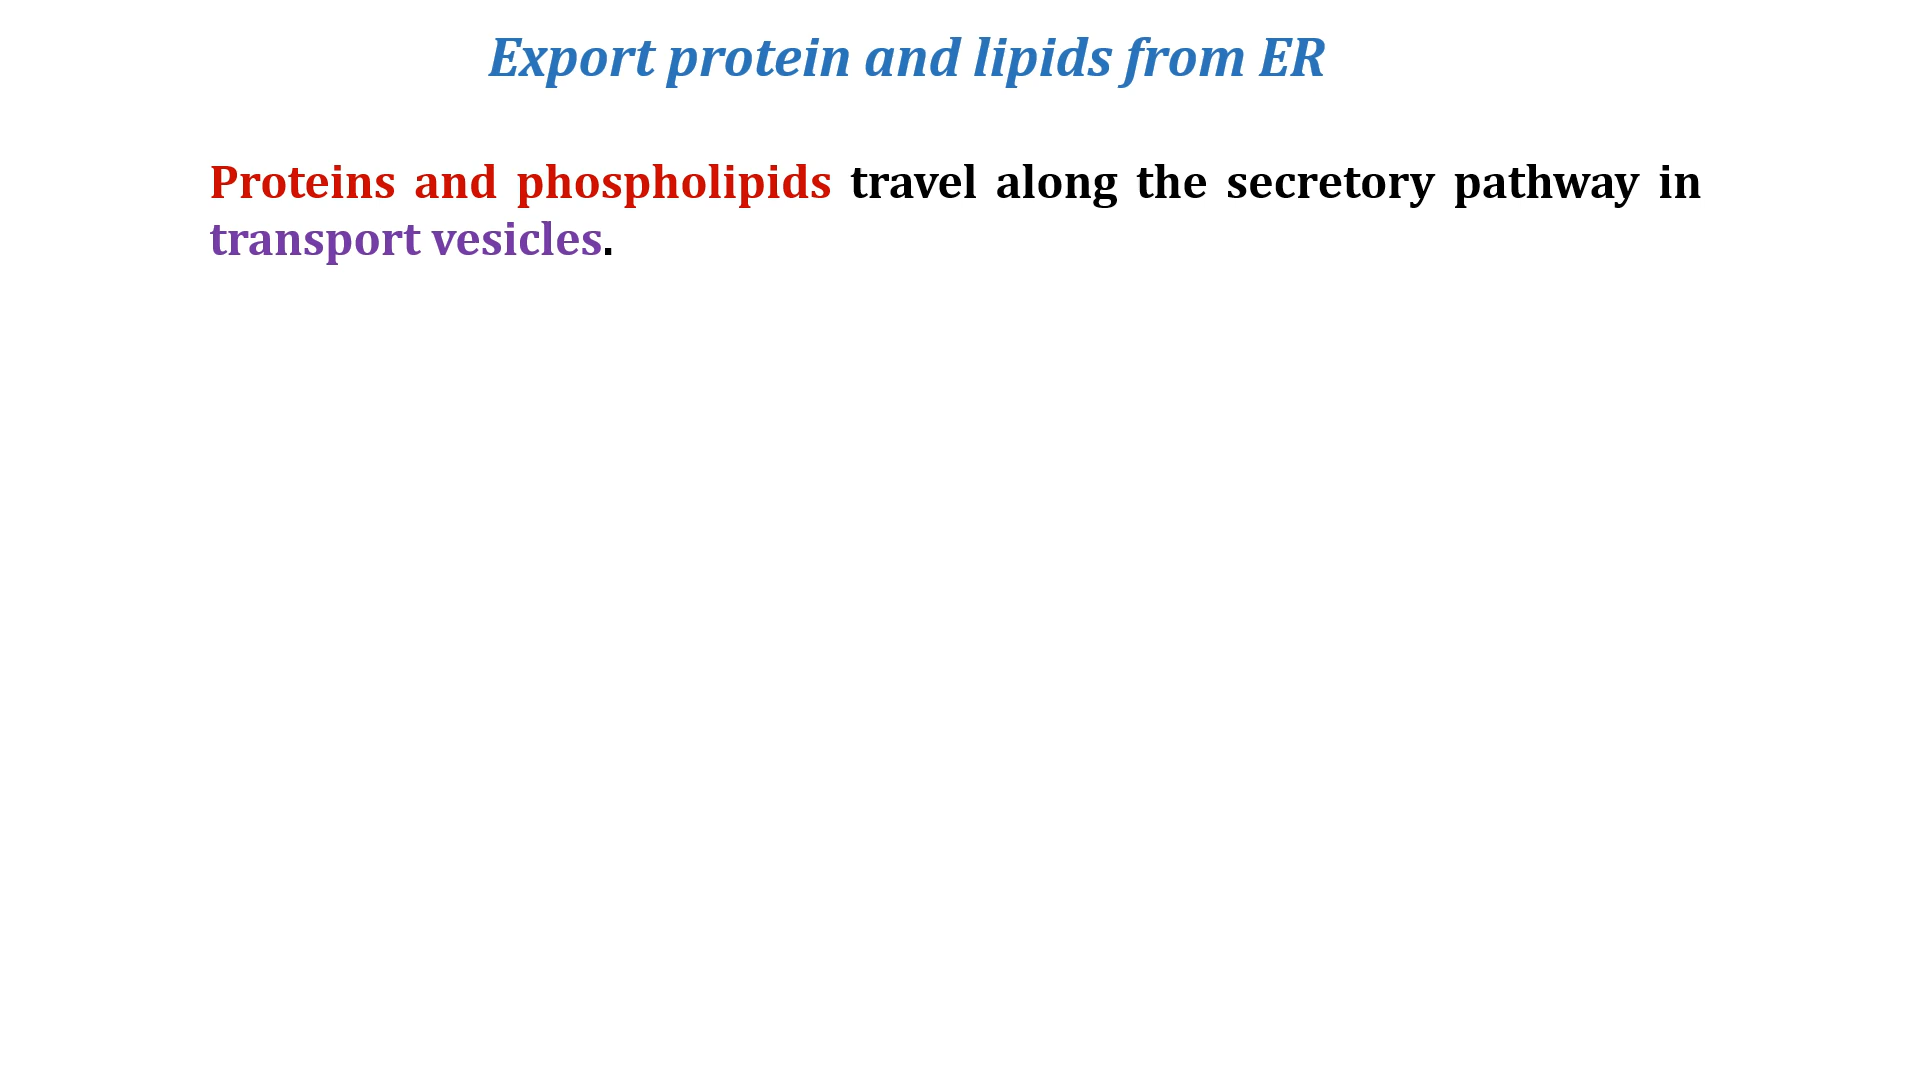 Export protein and lipids from ER
Proteins and phospholipids travel along the secretory pathway in
transport vesicles.